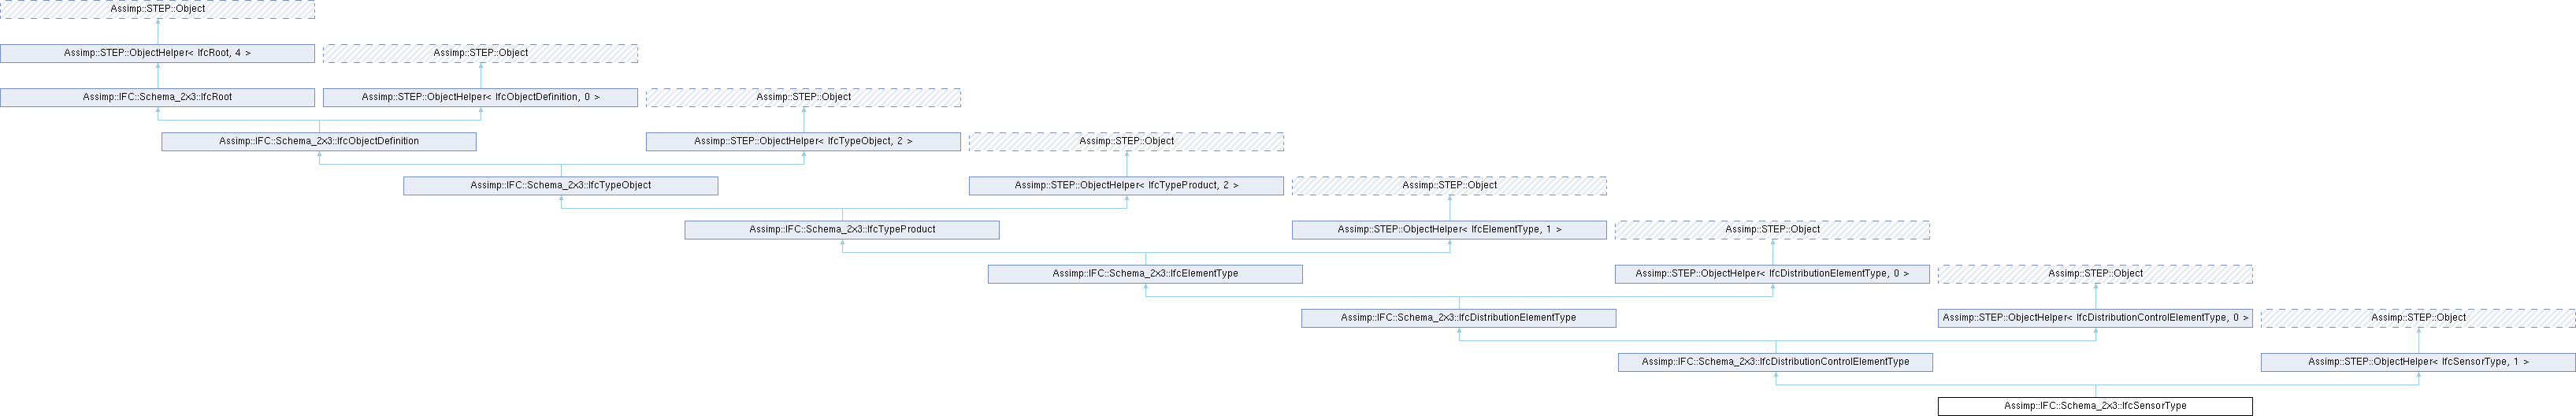 Assimp::STEP::Object
Assimp::STEP::ObjectHelper< IfcRoot, 4 >
Assimp::STEP::Object
Assimp::IFC::Schema_2x3::IfcRoot
Assimp::STEP::ObjectHelper< IfcObjectDefinition, 0 >
Assimp::STEP::Object
Assimp::IFC::Schema_2x3::IfcObjectDefinition
Assimp::STEP::ObjectHelper< IfcTypeObject, 2 >
Assimp::STEP::Object
Assimp::IFC::Schema_2x3::IfcTypeObject
Assimp::STEP::ObjectHelper< IfcTypeProduct, 2 >
Assimp::STEP::Object
Assimp::IFC::Schema_2x3::IfcTypeProduct
Assimp::STEP::ObjectHelper< IfcElementType, 1 >
Assimp::STEP::Object
Assimp::IFC::Schema_2x3::IfcElementType
Assimp::STEP::ObjectHelper< IfcDistributionElementType, 0 >
Assimp::STEP::Object
Assimp::IFC::Schema_2x3::IfcDistributionElementType
Assimp::STEP::ObjectHelper< IfcDistributionControlElementType, 0 >
Assimp::STEP::Object
Assimp::IFC::Schema_2x3::IfcDistributionControlElementType
Assimp::STEP::ObjectHelper< IfcSensorType, 1 >
Assimp::IFC::Schema_2x3::IfcSensorType